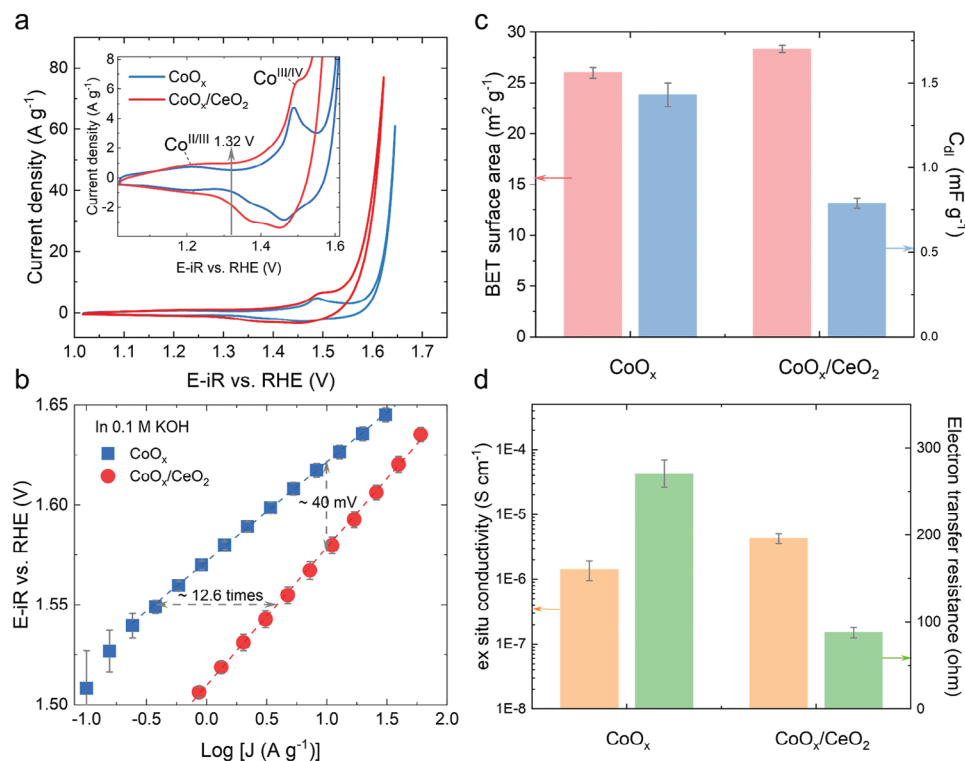 a
Current density (A g⁻¹)
80
60
40
20
0
1.0 1.1 1.2 1.3 1.4 1.5 1.6 1.7
E-iR vs. RHE (V)
Current density (A g⁻¹)
8
6
4
2
0
-2
1.2 1.4 1.6
E-iR vs. RHE (V)
CoOₓ
CoOₓ/CeO₂
Co^III/IV
Co^II/III
1.32 V
b
E-iR vs. RHE (V)
1.65
1.60
1.55
1.50
In 0.1 M KOH
CoOₓ
CoOₓ/CeO₂
~ 40 mV
~ 12.6 times
-1.0 -0.5 0.0 0.5 1.0 1.5 2.0
Log [J (A g⁻¹)]
c
BET surface area (m² g⁻¹)
30
25
20
15
10
5
0
C_dl (mF g⁻¹)
1.5
1.0
0.5
0.0
CoOₓ CoOₓ/CeO₂
d
ex situ conductivity (S cm⁻¹)
1E-4
1E-5
1E-6
1E-7
1E-8
Electron transfer
resistance (ohm)
300
200
100
0
CoOₓ CoOₓ/CeO₂